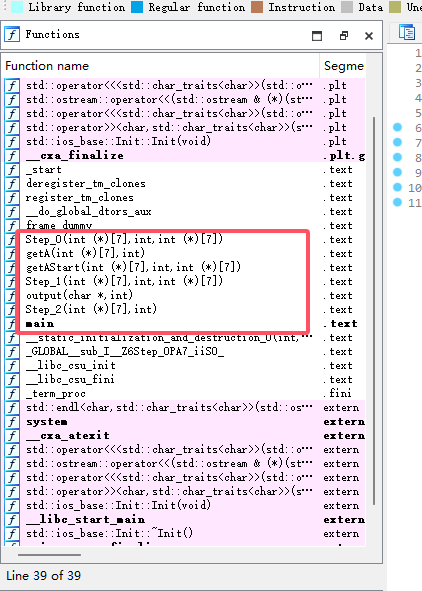 Library function Regular function Instruction Data Une
Functions
Function name Segme
std::operator<<<std::char_traits<char>>(std::o··· .plt
std::ostream::operator<<(std::ostream & (*)(st··· .plt
std::operator<<<std::char_traits<char>>(std::o··· .plt
std::operator>><char,std::char_traits<char>>(s··· .plt
std::ios_base::Init::Init(void) .plt
__cxa_finalize .plt.g
_start .text
deregister_tm_clones .text
register_tm_clones .text
__do_global_dtors_aux .text
frame_dummy .text
Step_0(int (*)[7],int,int (*)[7]) .text
getA(int (*)[7],int) .text
getAStart(int (*)[7],int,int (*)[7]) .text
Step_1(int (*)[7],int,int (*)[7]) .text
output(char *,int) .text
Step_2(int (*)[7],int) .text
main .text
__static_initialization_and_destruction_0(int,··· .text
_GLOBAL__sub_I__Z6Step_0PA7_iiS0_ .text
__libc_csu_init .text
__libc_csu_fini .text
_term_proc .fini
std::endl<char,std::char_traits<char>>(std::os··· extern
system extern
__cxa_atexit extern
std::operator<<<std::char_traits<char>>(std::o··· extern
std::ostream::operator<<(std::ostream & (*)(st··· extern
std::operator<<<std::char_traits<char>>(std::o··· extern
std::operator>><char,std::char_traits<char>>(s··· extern
std::ios_base::Init::Init(void) extern
__libc_start_main extern
std::ios_base::Init::~Init() extern
Line 39 of 39
1
2
3
4
5
6
7
8
9
10
11